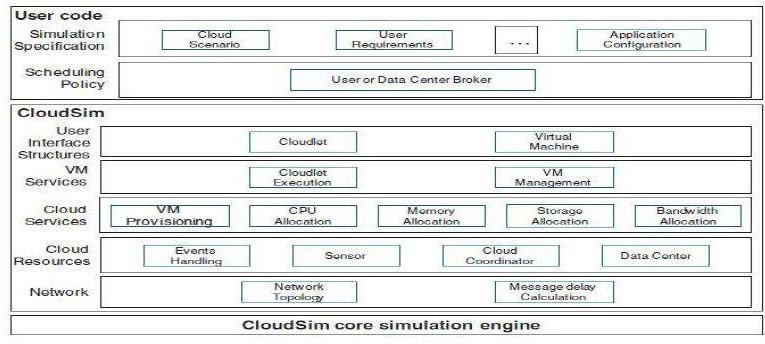 User code
Simulation
Specification
Cloud
Scenario
User
Requirements
...
Application
Configuration
Scheduling
Policy
User or Data Center Broker
CloudSim
User
Interface
Structures
Cloudlet
Virtual
Machine
VM
Services
Cloudlet
Execution
VM
Management
Cloud
Services
VM
Provisioning
CPU
Allocation
Memory
Allocation
Storage
Allocation
Bandwidth
Allocation
Cloud
Resources
Events
Handling
Sensor
Cloud
Coordinator
Data Center
Network
Network
Topology
Message delay
Calculation
CloudSim core simulation engine